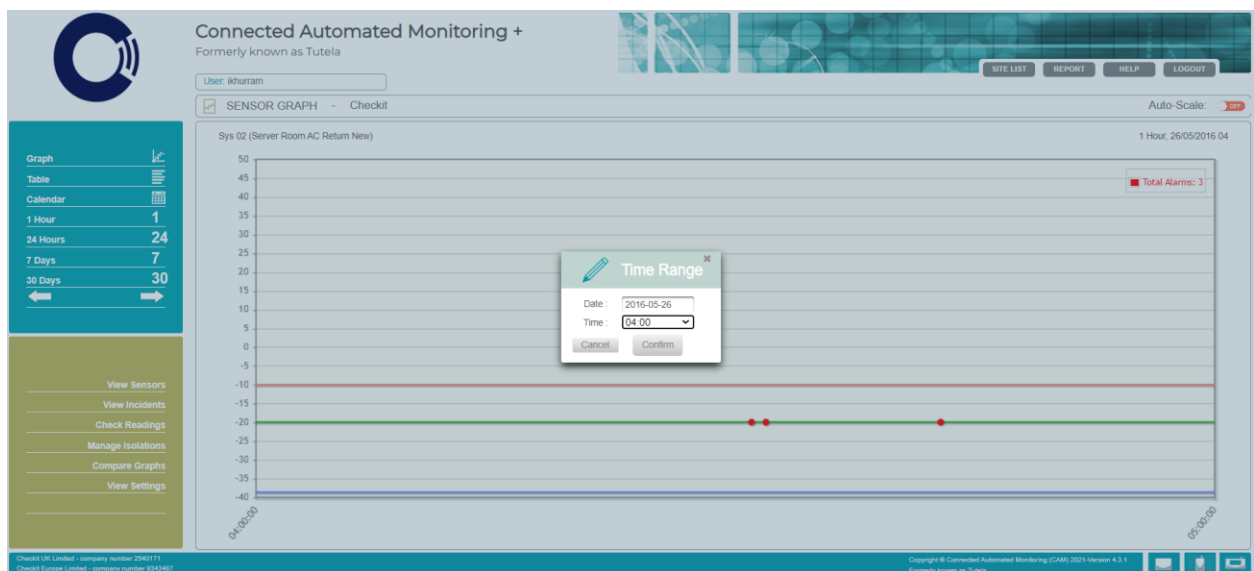 Connected Automated Monitoring +
Formerly known as Tutela
User: ikhurram
SITE LIST REPORT HELP LOGOUT
SENSOR GRAPH - Checkit
Auto-Scale: OFF
Graph
Table
Calendar
1 Hour 1
24 Hours 24
7 Days 7
30 Days 30
View Sensors
View Incidents
Check Readings
Manage Isolations
Compare Graphs
View Settings
Sys 02 (Server Room AC Return New)
1 Hour, 26/05/2016 04
Total Alarms: 3
50
45
40
35
30
25
20
15
10
5
0
-5
-10
-15
-20
-25
-30
-35
-40
04:00:00
05:00:00
Time Range
Date : 2016-05-26
Time : 04:00
Cancel Confirm
Checkit UK Limited - company number 2540171
Checkit Europe Limited - company number 9343487
Copyright © Connected Automated Monitoring (CAM) 2021-Version 4.3.1
Formerly known as Tutela